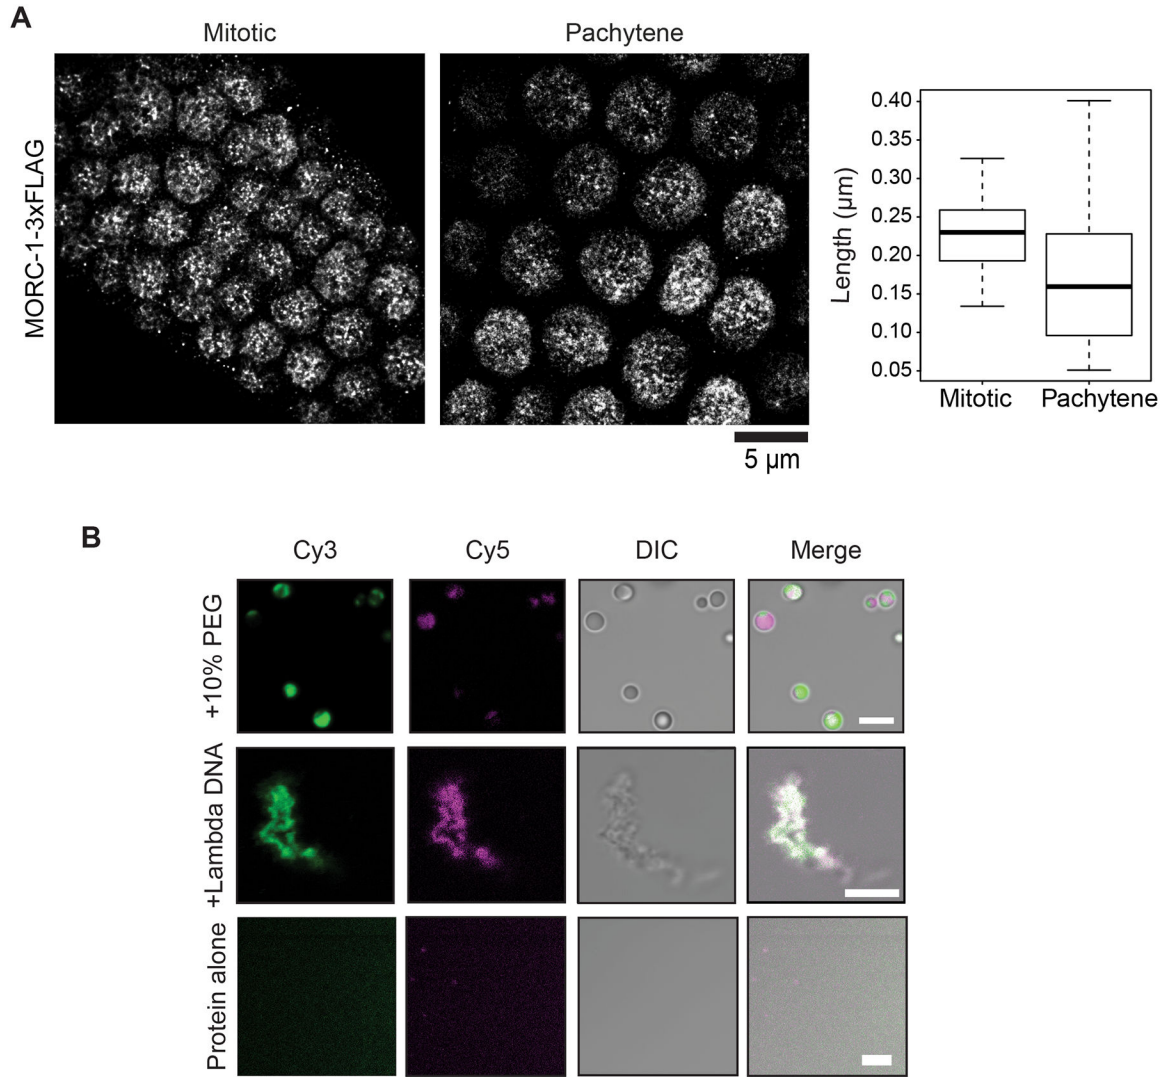 A
Mitotic
Pachytene
MORC-1-3xFLAG
5 µm
Length (µm)
0.40
0.35
0.30
0.25
0.20
0.15
0.10
0.05
Mitotic
Pachytene
B
Cy3
Cy5
DIC
Merge
+10% PEG
+Lambda DNA
Protein alone